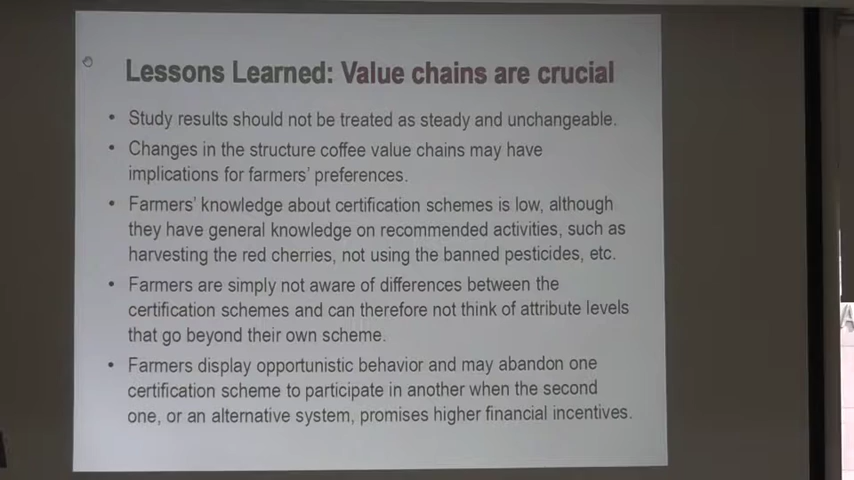 Lessons Learned: Value chains are crucial
• Study results should not be treated as steady and unchangeable.
• Changes in the structure coffee value chains may have
implications for farmers' preferences.
• Farmers' knowledge about certification schemes is low, although
they have general knowledge on recommended activities, such as
harvesting the red cherries, not using the banned pesticides, etc.
• Farmers are simply not aware of differences between the
certification schemes and can therefore not think of attribute levels
that go beyond their own scheme.
• Farmers display opportunistic behavior and may abandon one
certification scheme to participate in another when the second
one, or an alternative system, promises higher financial incentives.